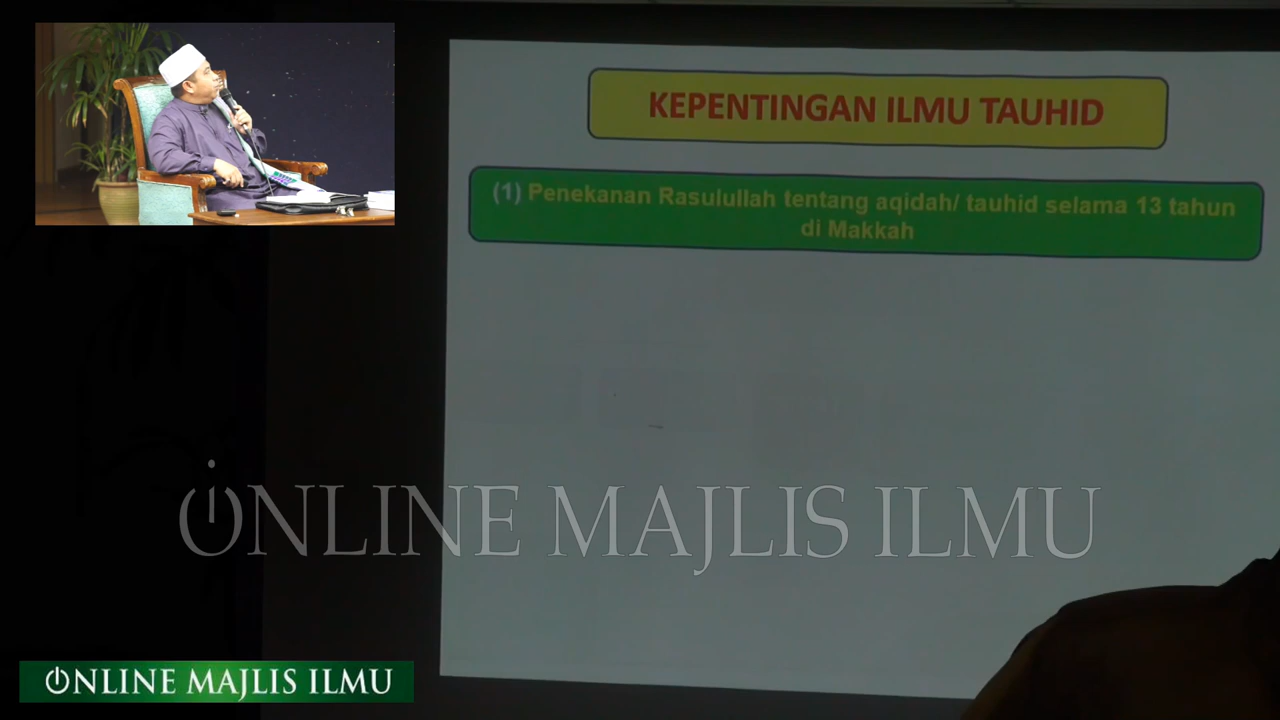 KEPENTINGAN ILMU TAUHID
(1) Penekanan Rasulullah tentang aqidah/ tauhid selama 13 tahun
di Makkah
ONLINE MAJLIS ILMU
ONLINE MAJLIS ILMU